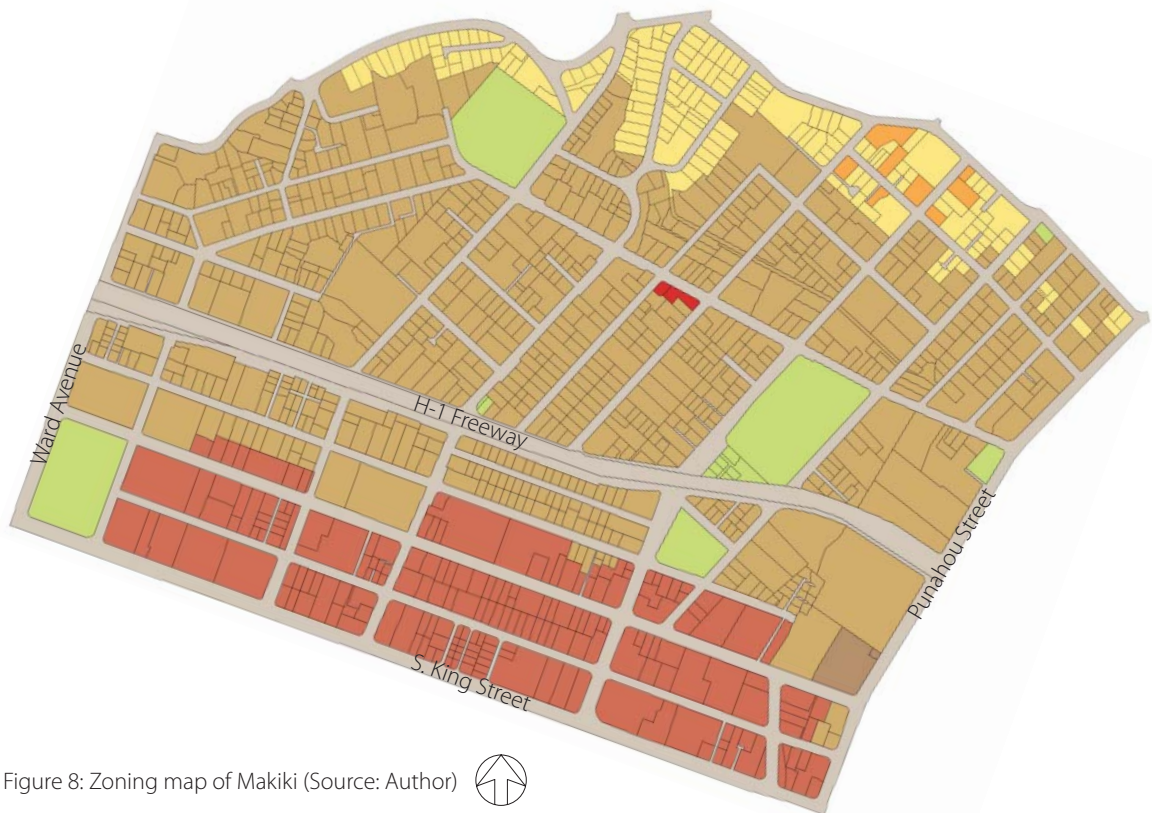 H-1 Freeway
Ward Avenue
Punahou Street
S. King Street
Figure 8: Zoning map of Makiki (Source: Author)